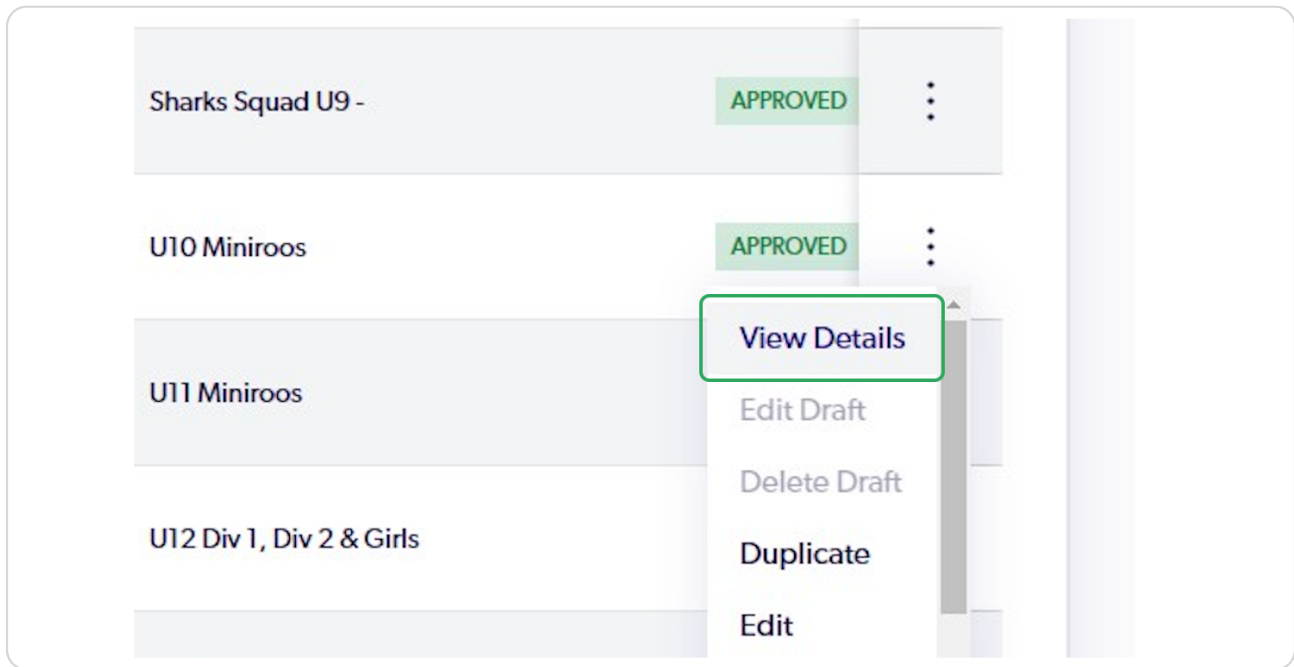 Sharks Squad U9 - APPROVED
U10 Miniroos APPROVED
View Details
U11 Miniroos
Edit Draft
Delete Draft
U12 Div 1, Div 2 & Girls
Duplicate
Edit